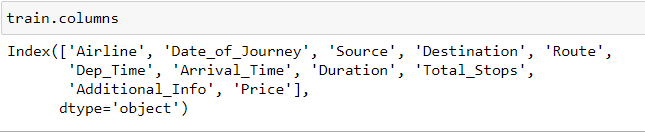 train.columns
Index(['Airline', 'Date_of_Journey', 'Source', 'Destination', 'Route',
'Dep_Time', 'Arrival_Time', 'Duration', 'Total_Stops',
'Additional_Info', 'Price'],
dtype='object')